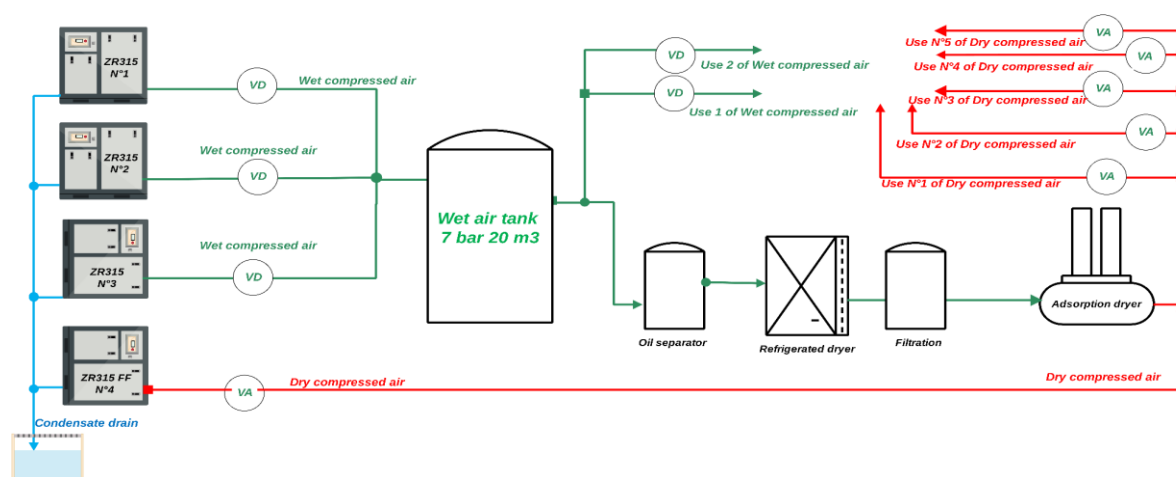 ZR315
N°1
VD
Wet compressed air
ZR315
N°2
Wet compressed air
VD
Wet compressed air
ZR315
N°3
VD
ZR315 FF
N°4
VA
Dry compressed air
Condensate drain
Wet air tank
7 bar 20 m3
VD
Use 2 of Wet compressed air
VD
Use 1 of Wet compressed air
Oil separator
Refrigerated dryer
Filtration
Adsorption dryer
VA
Use N°5 of Dry compressed air
VA
Use N°4 of Dry compressed air
VA
Use N°3 of Dry compressed air
VA
Use N°2 of Dry compressed air
VA
Use N°1 of Dry compressed air
Dry compressed air